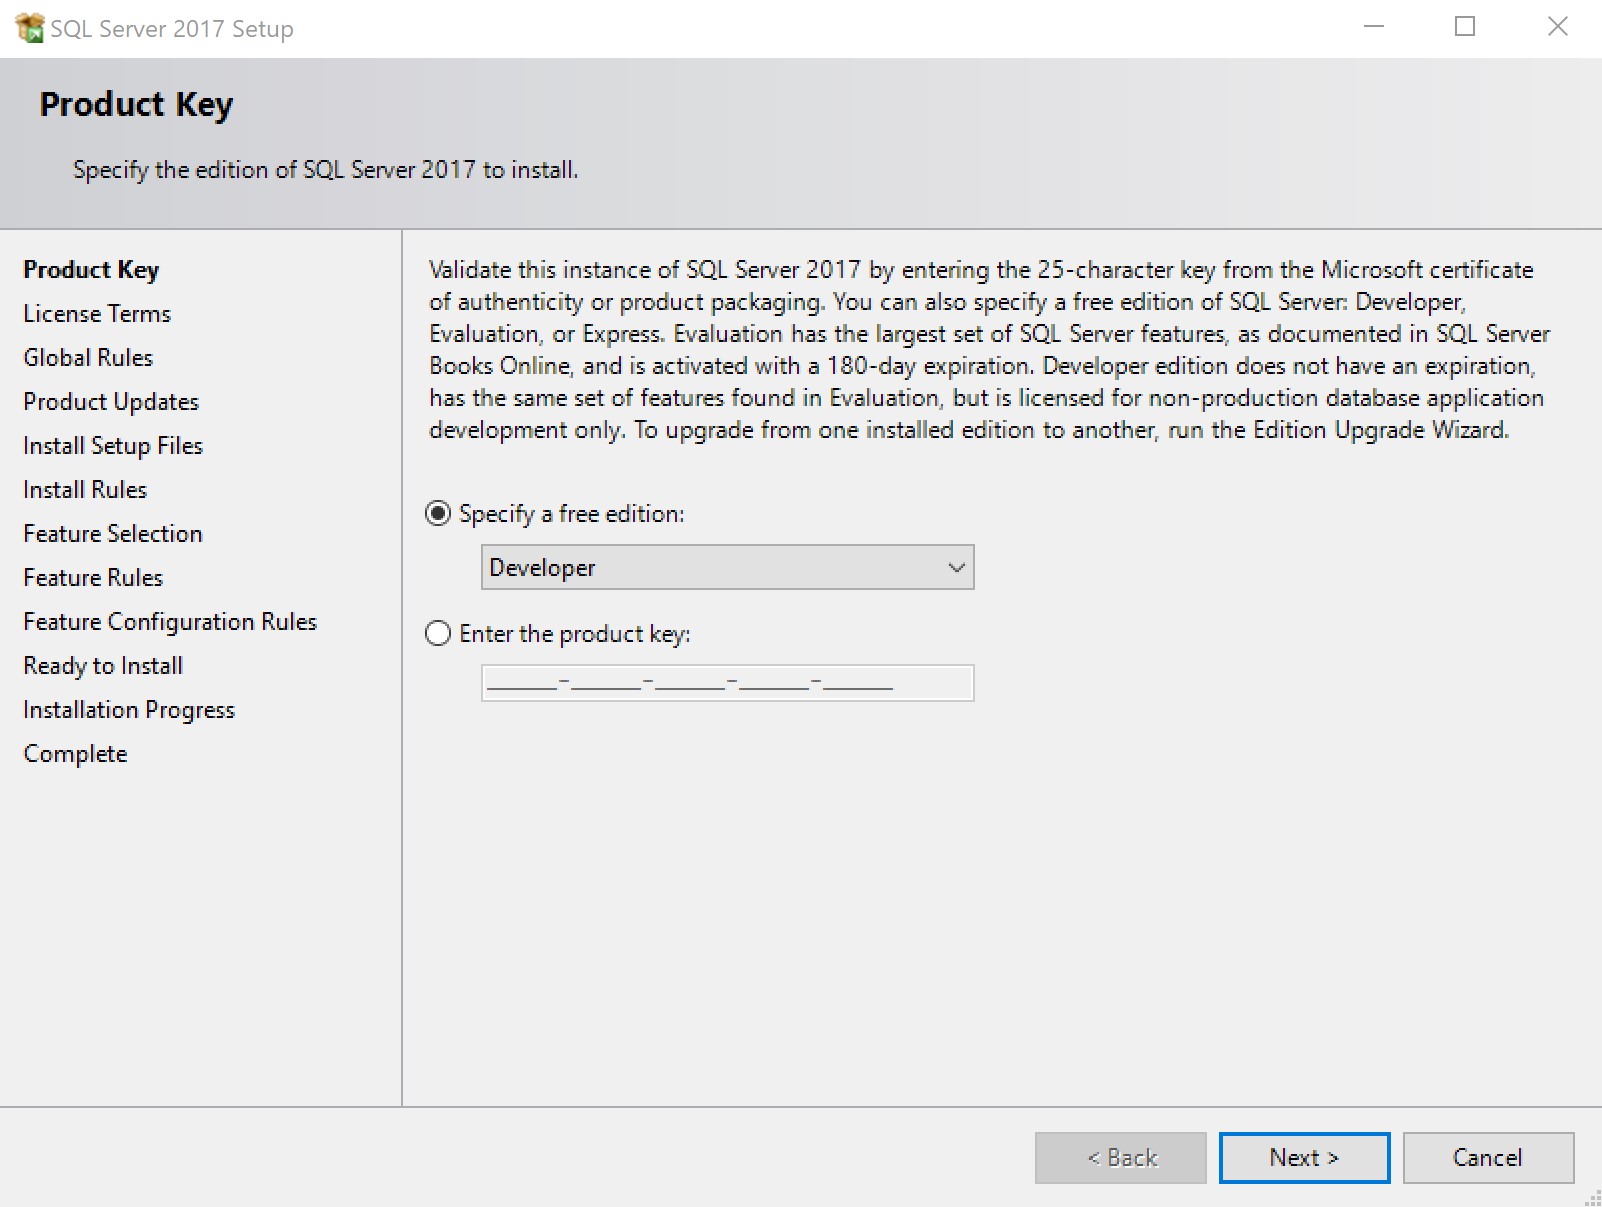 SQL Server 2017 Setup
Product Key
Specify the edition of SQL Server 2017 to install.
Product Key
License Terms
Global Rules
Product Updates
Install Setup Files
Install Rules
Feature Selection
Feature Rules
Feature Configuration Rules
Ready to Install
Installation Progress
Complete
Validate this instance of SQL Server 2017 by entering the 25-character key from the Microsoft certificate
of authenticity or product packaging. You can also specify a free edition of SQL Server: Developer,
Evaluation, or Express. Evaluation has the largest set of SQL Server features, as documented in SQL Server
Books Online, and is activated with a 180-day expiration. Developer edition does not have an expiration,
has the same set of features found in Evaluation, but is licensed for non-production database application
development only. To upgrade from one installed edition to another, run the Edition Upgrade Wizard.
Specify a free edition:
Developer
Enter the product key:
_____-_____-_____-_____-_____
< Back
Next >
Cancel